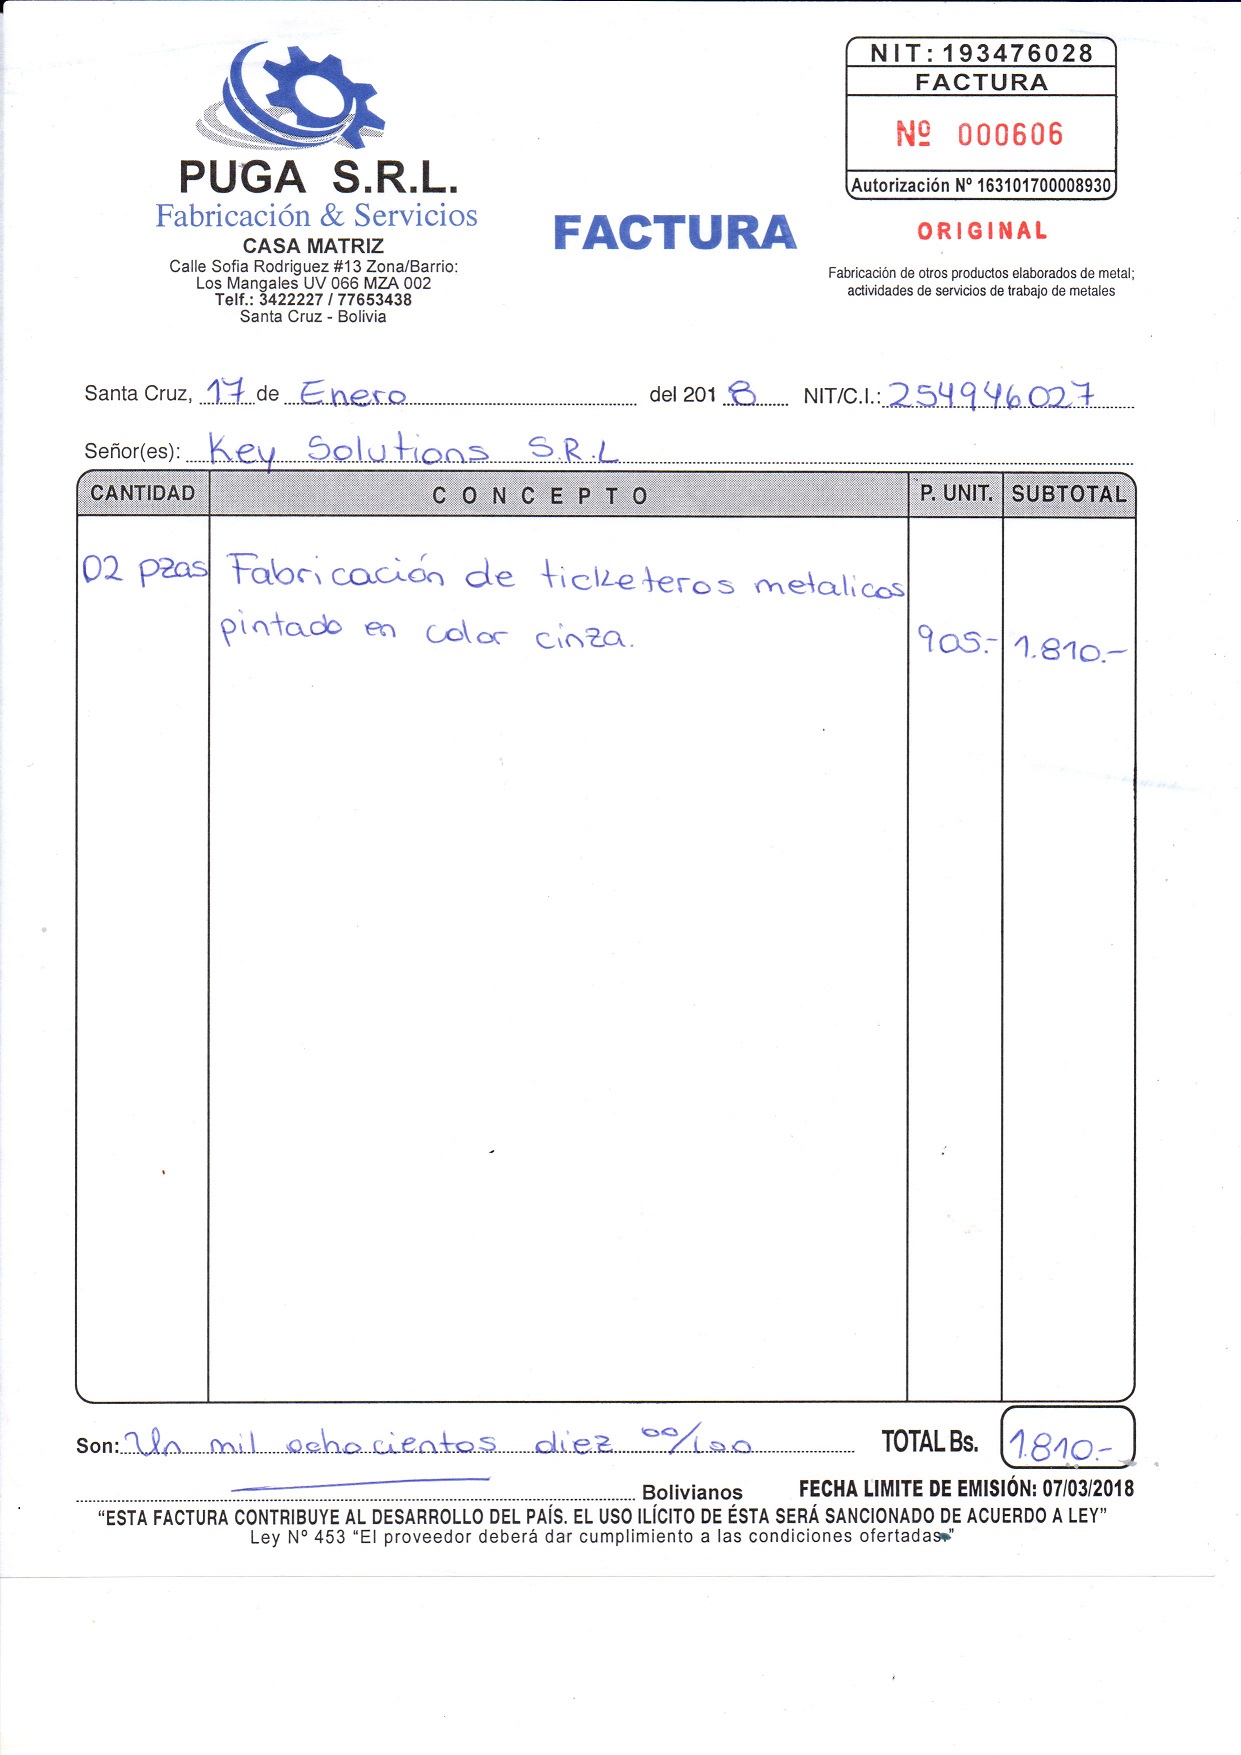 PUGA S.R.L.
Fabricación & Servicios
CASA MATRIZ
Calle Sofia Rodriguez #13 Zona/Barrio:
Los Mangales UV 066 MZA 002
Telf.: 3422227 / 77653438
Santa Cruz - Bolivia
FACTURA
NIT: 193476028
FACTURA
Nº 000606
Autorización Nº 163101700008930
ORIGINAL
Fabricación de otros productos elaborados de metal;
actividades de servicios de trabajo de metales
Santa Cruz, 17 de Enero del 2018 NIT/C.I.: 254946027
Señor(es): Key Solutions S.R.L
CANTIDAD CONCEPTO P. UNIT. SUBTOTAL
02 pzas Fabricación de ticketeros metalicos
pintado en color cinza. 905.- 1.810.-
Son: Un mil ochocientos diez 00/100 TOTAL Bs. 1.810.-
Bolivianos FECHA LIMITE DE EMISIÓN: 07/03/2018
“ESTA FACTURA CONTRIBUYE AL DESARROLLO DEL PAÍS. EL USO ILÍCITO DE ÉSTA SERÁ SANCIONADO DE ACUERDO A LEY”
Ley Nº 453 “El proveedor deberá dar cumplimiento a las condiciones ofertadas.”